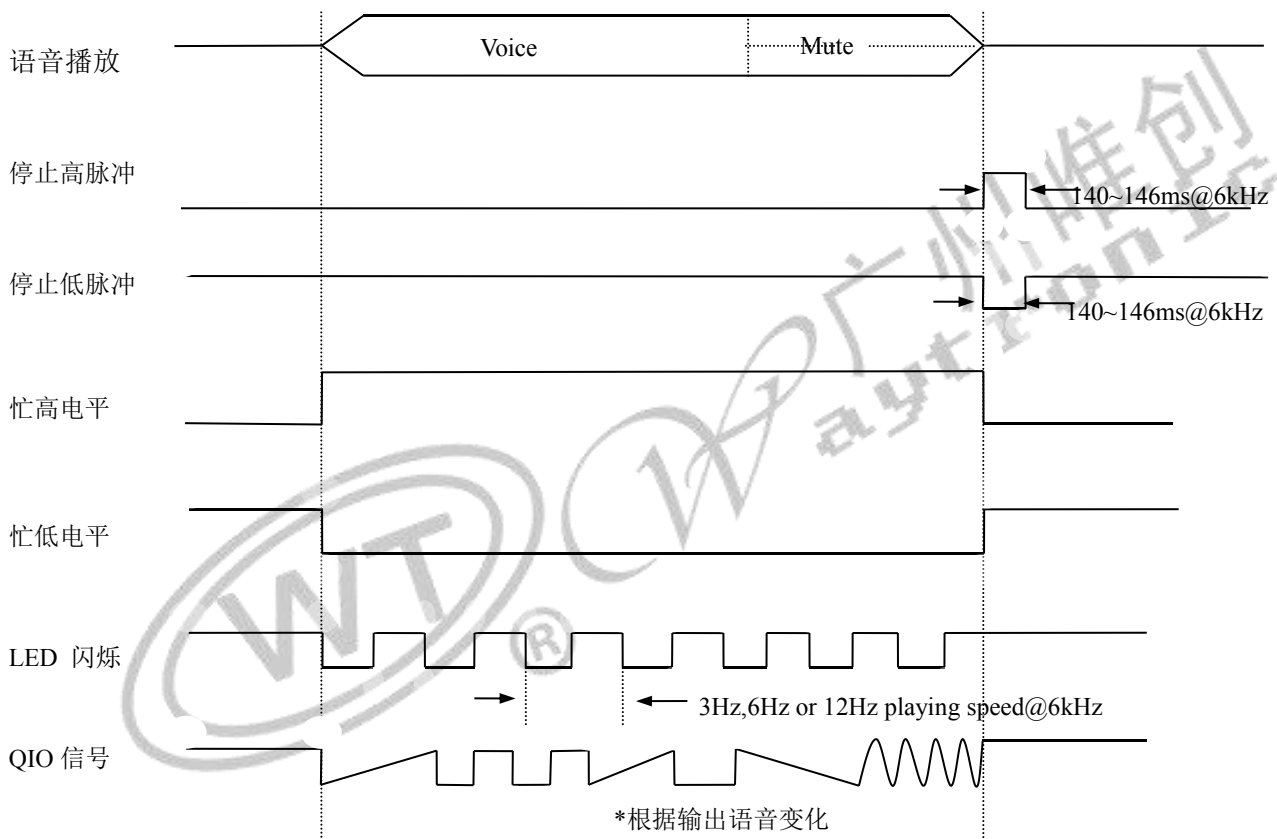 语音播放
Voice
Mute
停止高脉冲
140~146ms@6kHz
停止低脉冲
140~146ms@6kHz
忙高电平
忙低电平
LED 闪烁
3Hz,6Hz or 12Hz playing speed@6kHz
QIO 信号
*根据输出语音变化
WT
®
W
广州唯创
aytronic